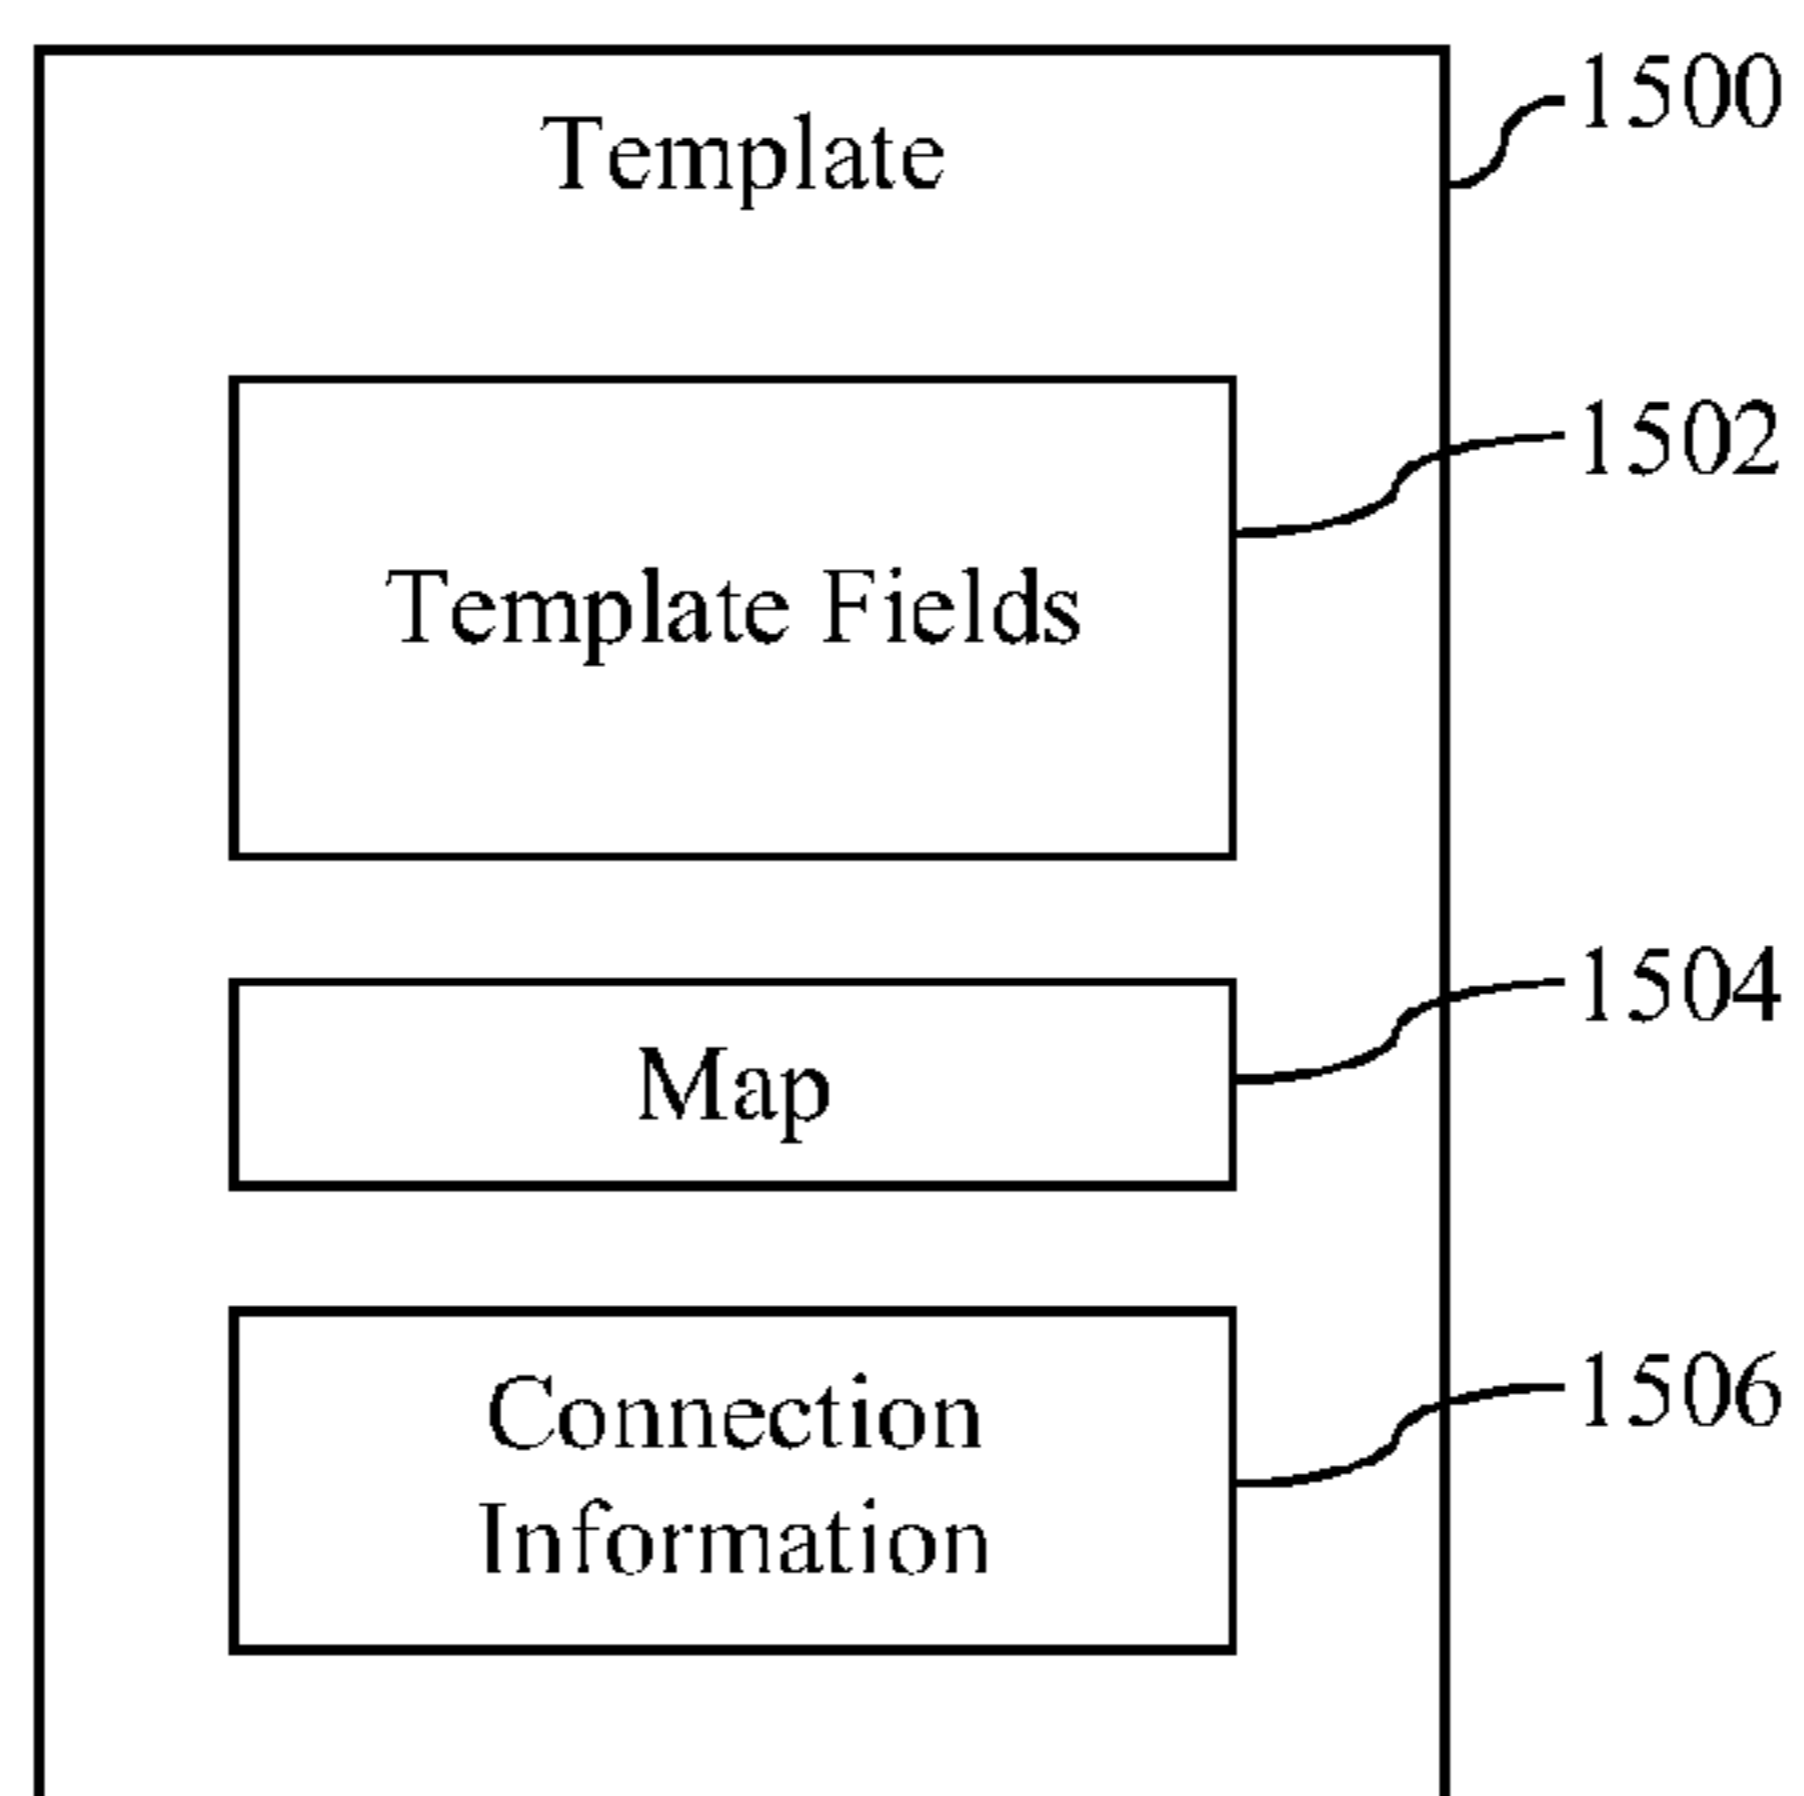 Template
1500
1502
Template Fields
1504
Map
1506
Connection
Information